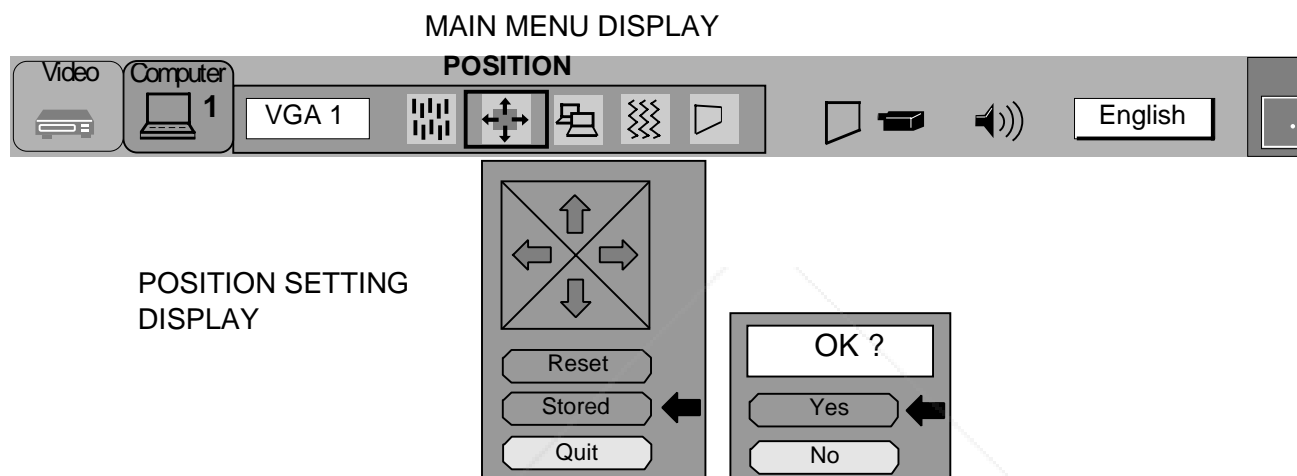 MAIN MENU DISPLAY
POSITION
Video
Computer
1
VGA 1
English
POSITION SETTING
DISPLAY
Reset
Stored
Quit
OK ?
Yes
No